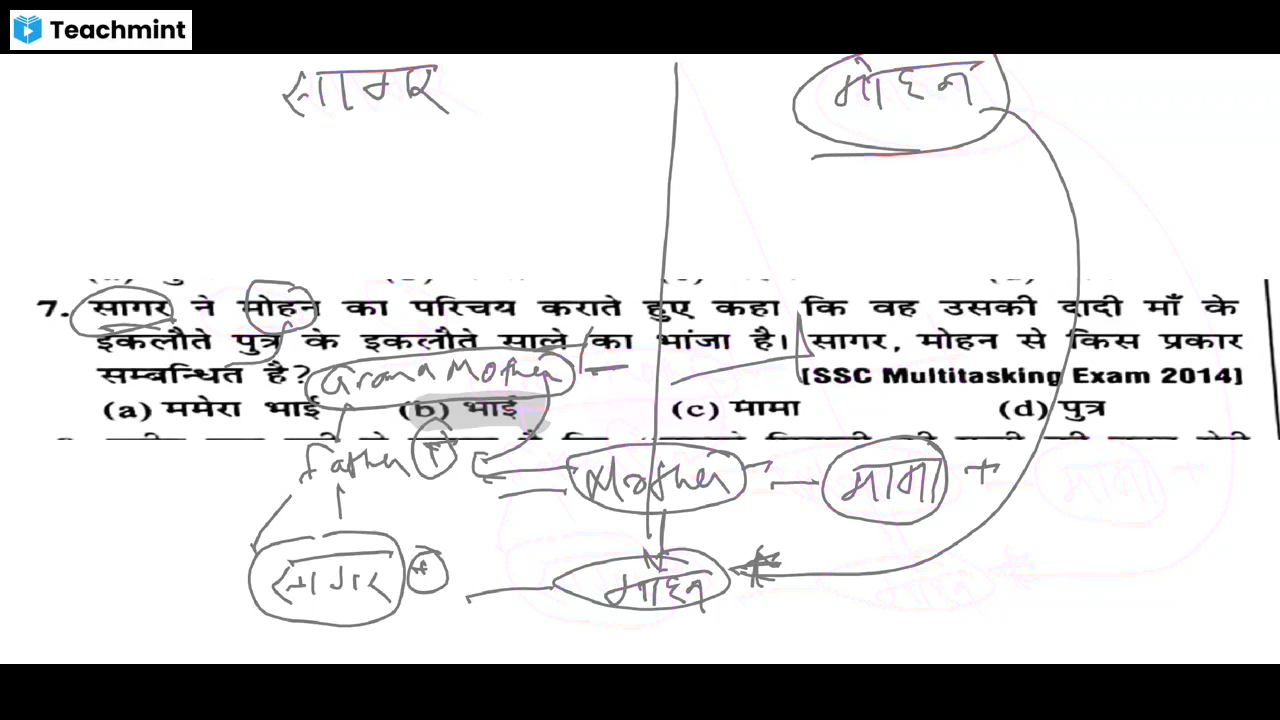 Teachmint
सागर मोहन
7. सागर ने मोहन का परिचय कराते हुए कहा कि वह उसकी दादी माँ के
इकलौते पुत्र के इकलौते साले का भांजा है। सागर, मोहन से किस प्रकार
सम्बन्धित है? [SSC Multitasking Exam 2014]
Grand Mother
(a) ममेरा भाई (b) भाई (c) मामा (d) पुत्र
Father + Mother - मामा +
सागर + मोहन